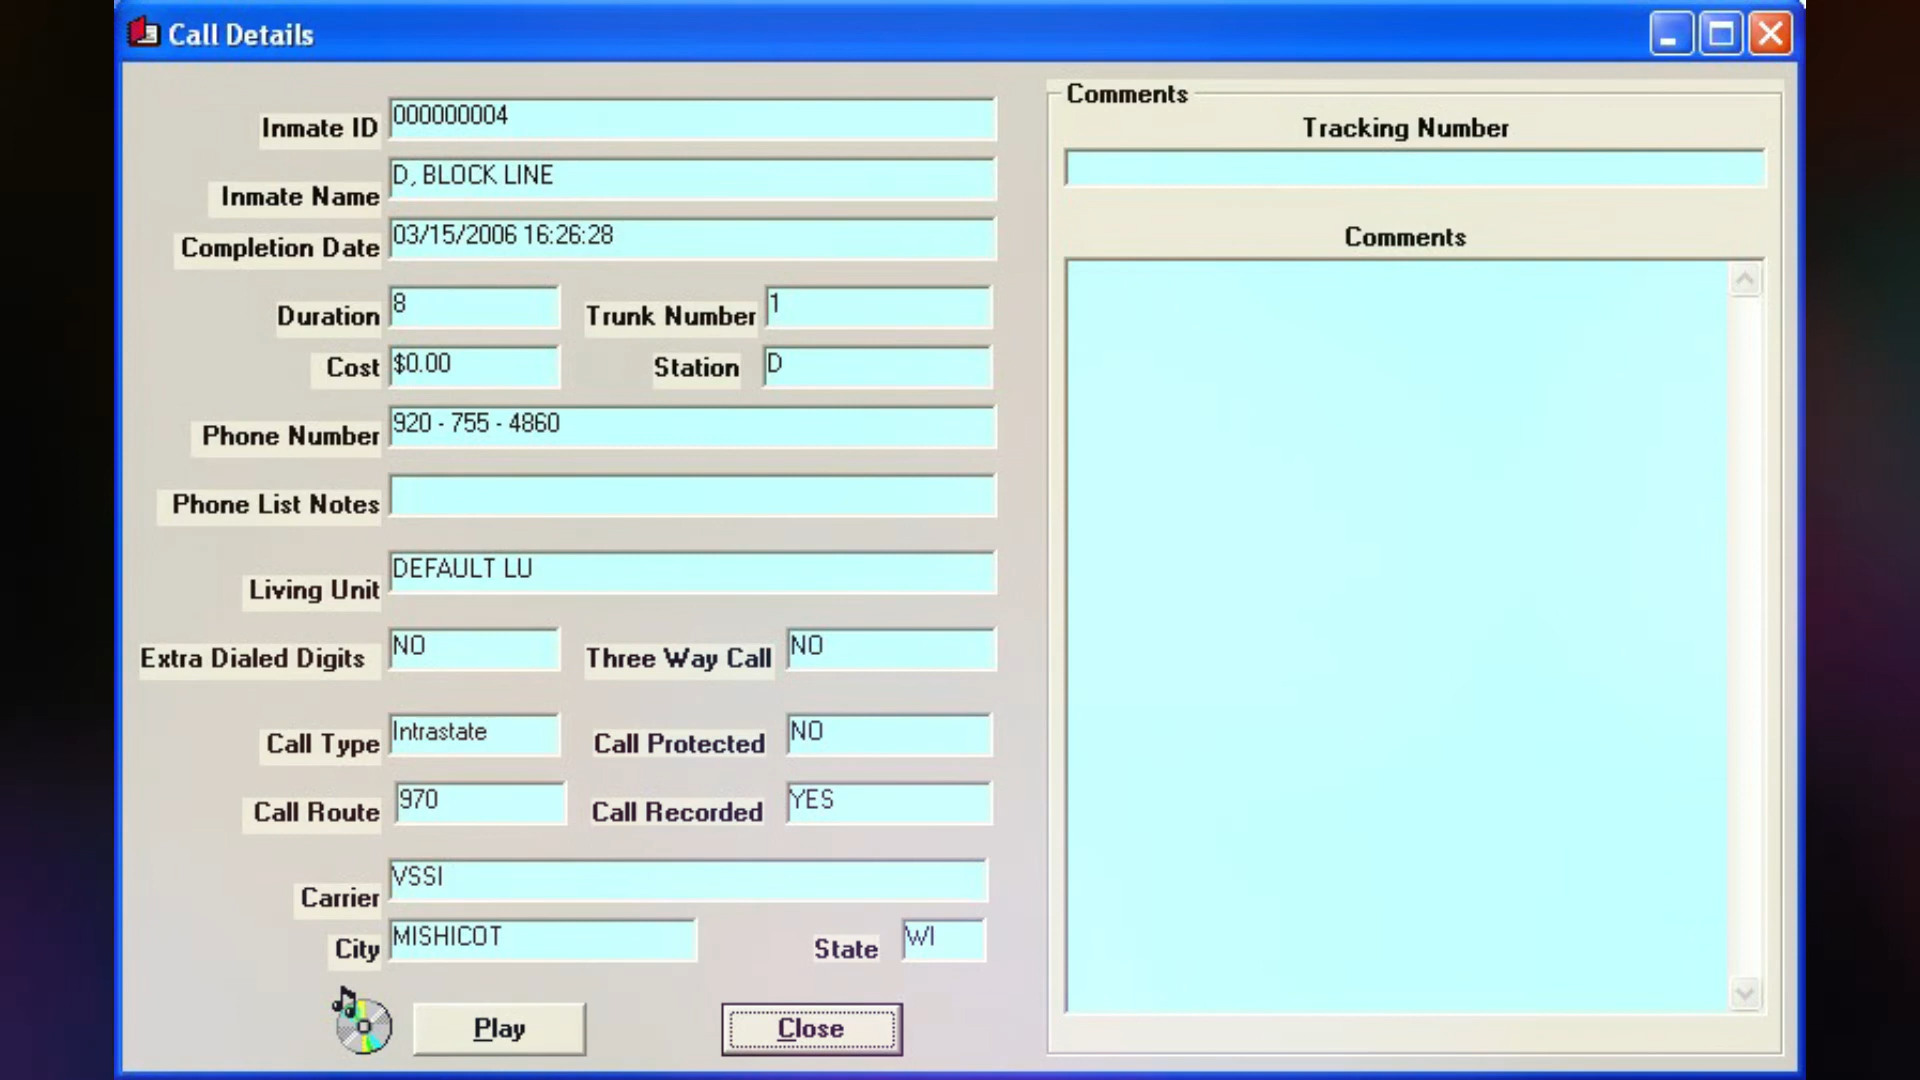 Call Details
Inmate ID 000000004
Inmate Name D, BLOCK LINE
Completion Date 03/15/2006 16:26:28
Duration 8 Trunk Number 1
Cost $0.00 Station D
Phone Number 920 - 755 - 4860
Phone List Notes
Living Unit DEFAULT LU
Extra Dialed Digits NO Three Way Call NO
Call Type Intrastate Call Protected NO
Call Route 970 Call Recorded YES
Carrier VSSI
City MISHICOT State WI
Play Close
Comments
Tracking Number
Comments